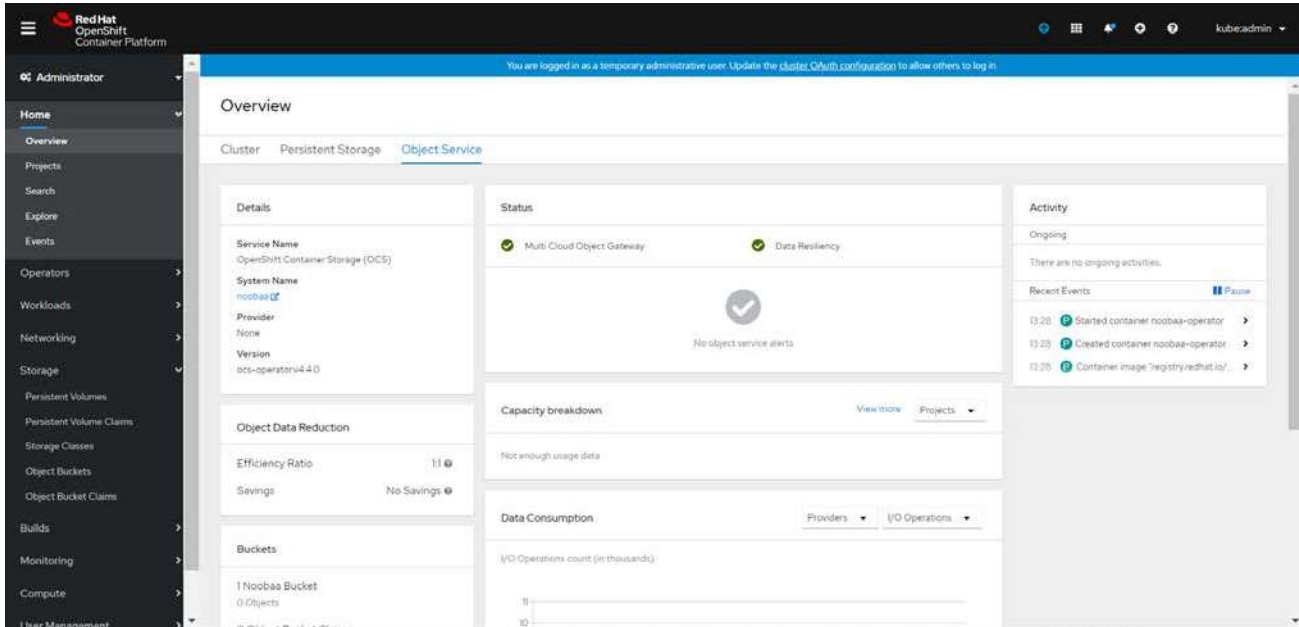 Red Hat
OpenShift
Container Platform
kube:admin
Administrator
You are logged in as a temporary administrative user. Update the cluster OAuth configuration to allow others to log in.
Home
Overview
Projects
Search
Explore
Events
Operators
Workloads
Networking
Storage
Persistent Volumes
Persistent Volume Claims
Storage Classes
Object Buckets
Object Bucket Claims
Builds
Monitoring
Compute
User Management
Overview
Cluster Persistent Storage Object Service
Details
Service Name
OpenShift Container Storage (OCS)
System Name
noobaa
Provider
None
Version
ocs-operator.v4.4.0
Object Data Reduction
Efficiency Ratio 1:1
Savings No Savings
Buckets
1 Noobaa Bucket
0 Objects
Status
Multi Cloud Object Gateway Data Resiliency
No object service alerts
Capacity breakdown View more Projects
Not enough usage data
Data Consumption Providers I/O Operations
I/O Operations count (in thousands)
11
10
Activity
Ongoing
There are no ongoing activities.
Recent Events Pause
13:28 P Started container noobaa-operator
13:28 P Created container noobaa-operator
13:28 P Container image "registry.redhat.io/...